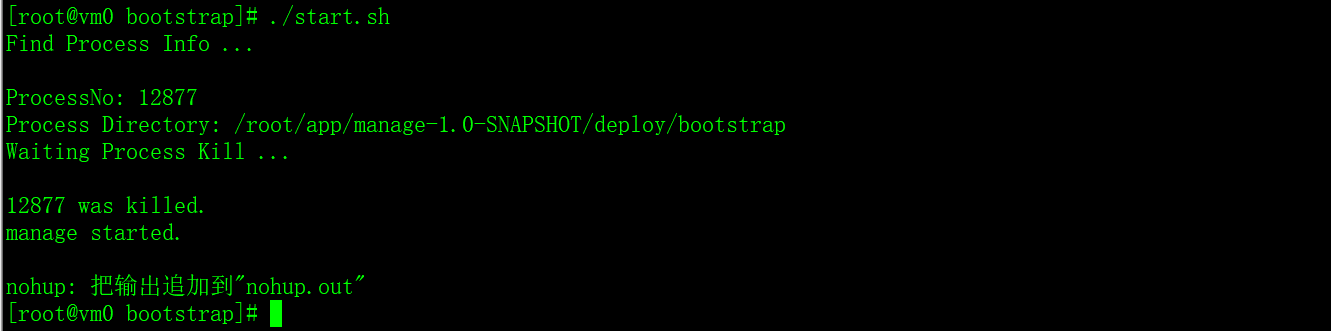 [root@vm0 bootstrap]# ./start.sh
Find Process Info ...
ProcessNo: 12877
Process Directory: /root/app/manage-1.0-SNAPSHOT/deploy/bootstrap
Waiting Process Kill ...
12877 was killed.
manage started.
nohup: 把输出追加到"nohup.out"
[root@vm0 bootstrap]#